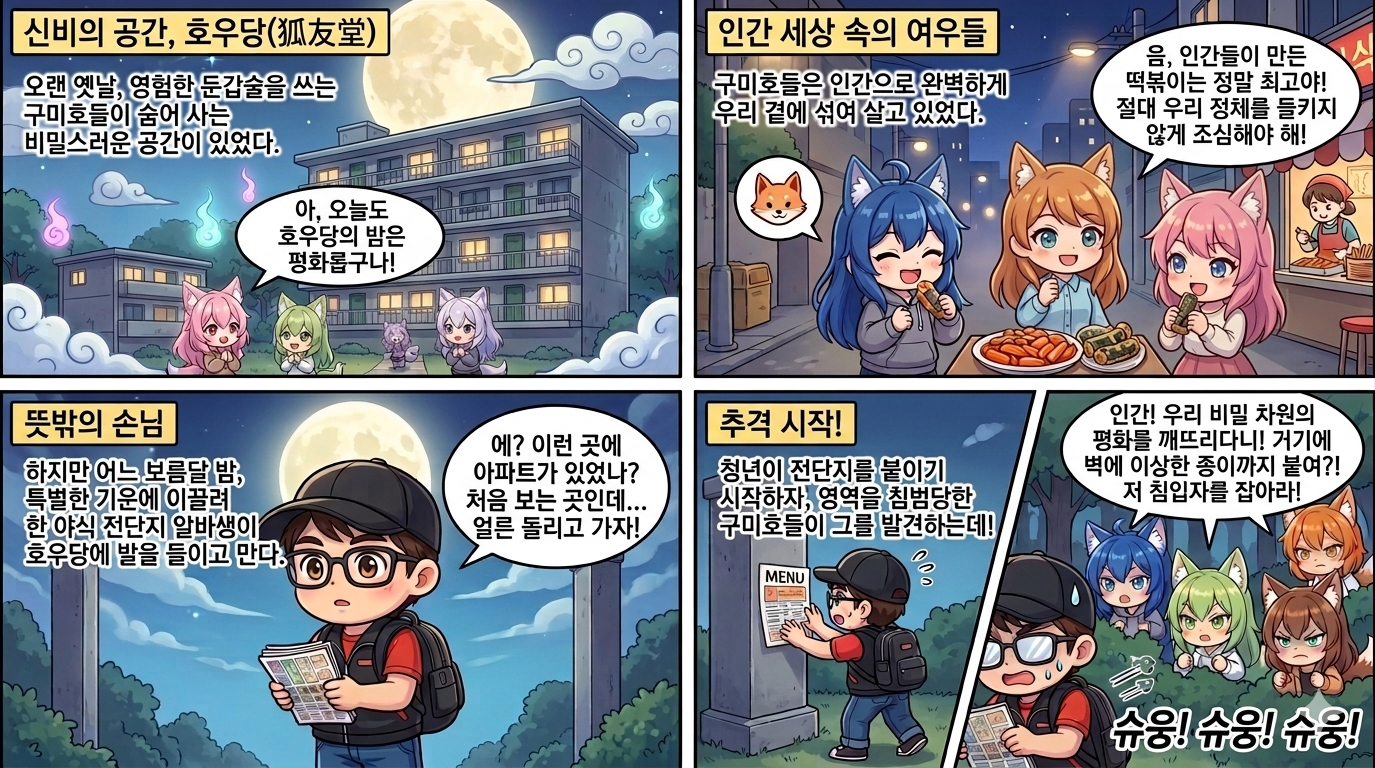 신비의 공간, 호우당(狐友堂)
오랜 옛날, 영험한 둔갑술을 쓰는
구미호들이 숨어 사는
비밀스러운 공간이 있었다.
아, 오늘도
호우당의 밤은
평화롭구나!
인간 세상 속의 여우들
구미호들은 인간으로 완벽하게
우리 곁에 섞여 살고 있었다.
음, 인간들이 만든
떡볶이는 정말 최고야!
절대 우리 정체를 들키지
않게 조심해야 해!
식
뜻밖의 손님
하지만 어느 보름달 밤,
특별한 기운에 이끌려
한 야식 전단지 알바생이
호우당에 발을 들이고 만다.
에? 이런 곳에
아파트가 있었나?
처음 보는 곳인데...
얼른 돌리고 가자!
추격 시작!
청년이 전단지를 붙이기
시작하자, 영역을 침범당한
구미호들이 그를 발견하는데!
MENU
인간! 우리 비밀 차원의
평화를 깨뜨리다니! 거기에
벽에 이상한 종이까지 붙여?!
저 침입자를 잡아라!
슈웅! 슈웅! 슈웅!